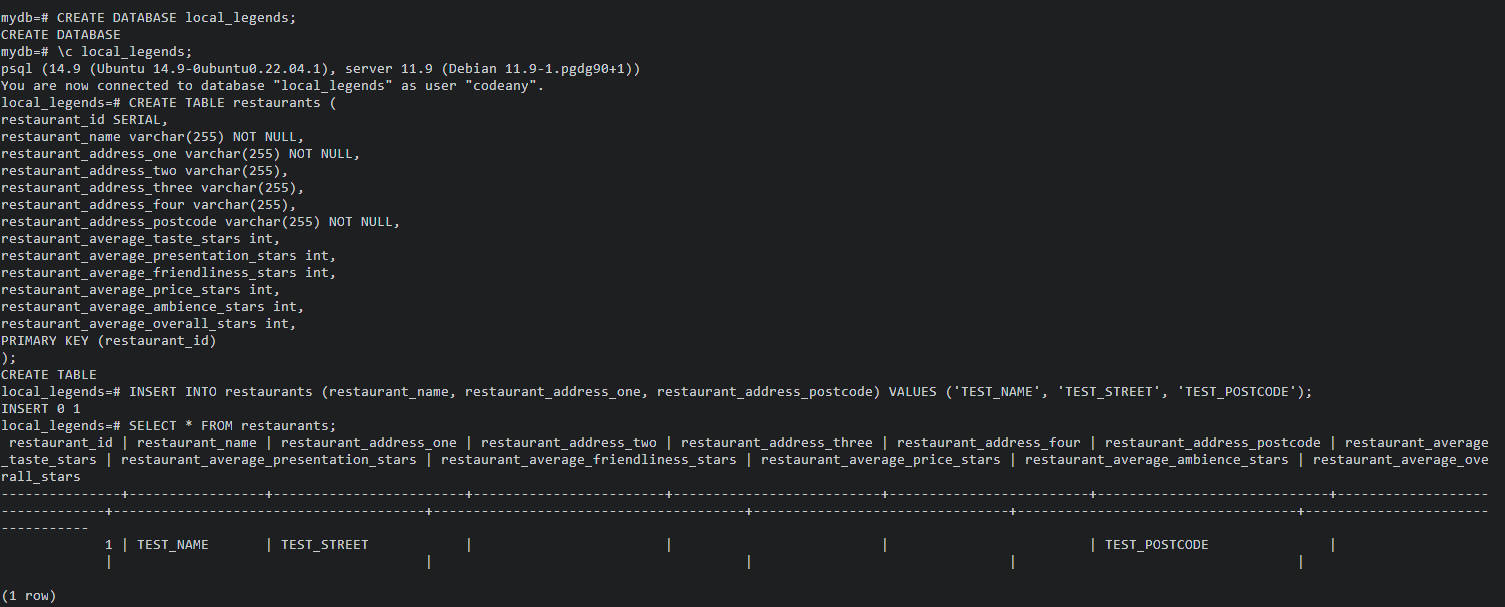 mydb=# CREATE DATABASE local_legends;
CREATE DATABASE
mydb=# \c local_legends;
psql (14.9 (Ubuntu 14.9-0ubuntu0.22.04.1), server 11.9 (Debian 11.9-1.pgdg90+1))
You are now connected to database "local_legends" as user "codeany".
local_legends=# CREATE TABLE restaurants (
restaurant_id SERIAL,
restaurant_name varchar(255) NOT NULL,
restaurant_address_one varchar(255) NOT NULL,
restaurant_address_two varchar(255),
restaurant_address_three varchar(255),
restaurant_address_four varchar(255),
restaurant_address_postcode varchar(255) NOT NULL,
restaurant_average_taste_stars int,
restaurant_average_presentation_stars int,
restaurant_average_friendliness_stars int,
restaurant_average_price_stars int,
restaurant_average_ambience_stars int,
restaurant_average_overall_stars int,
PRIMARY KEY (restaurant_id)
);
CREATE TABLE
local_legends=# INSERT INTO restaurants (restaurant_name, restaurant_address_one, restaurant_address_postcode) VALUES ('TEST_NAME', 'TEST_STREET', 'TEST_POSTCODE');
INSERT 0 1
local_legends=# SELECT * FROM restaurants;
 restaurant_id | restaurant_name | restaurant_address_one | restaurant_address_two | restaurant_address_three | restaurant_address_four | restaurant_address_postcode | restaurant_average
_taste_stars | restaurant_average_presentation_stars | restaurant_average_friendliness_stars | restaurant_average_price_stars | restaurant_average_ambience_stars | restaurant_average_ove
rall_stars
---------------+-----------------+------------------------+------------------------+--------------------------+-------------------------+-----------------------------+-------------------
-------------+---------------------------------------+---------------------------------------+--------------------------------+-----------------------------------+-----------------------
-----------
             1 | TEST_NAME       | TEST_STREET            |                        |                          |                         | TEST_POSTCODE               |
             |                                       |                                       |                                |                                   |
(1 row)